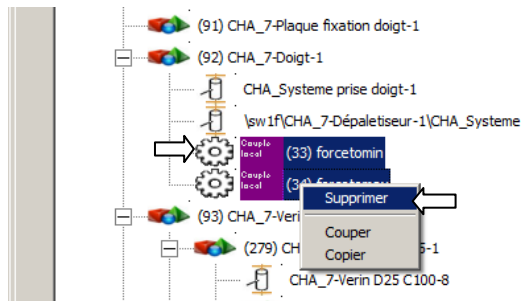 (91) CHA_7-Plaque fixation doigt-1
(92) CHA_7-Doigt-1
CHA_Systeme prise doigt-1
\sw1f\CHA_7-Dépaletiseur-1\CHA_Systeme
Couple local (33) forcetomin
Couple local (34)
Supprimer
(93) CHA_7-Veri
Couper
(279) CH 5-1
Copier
CHA_7-Verin D25 C100-8